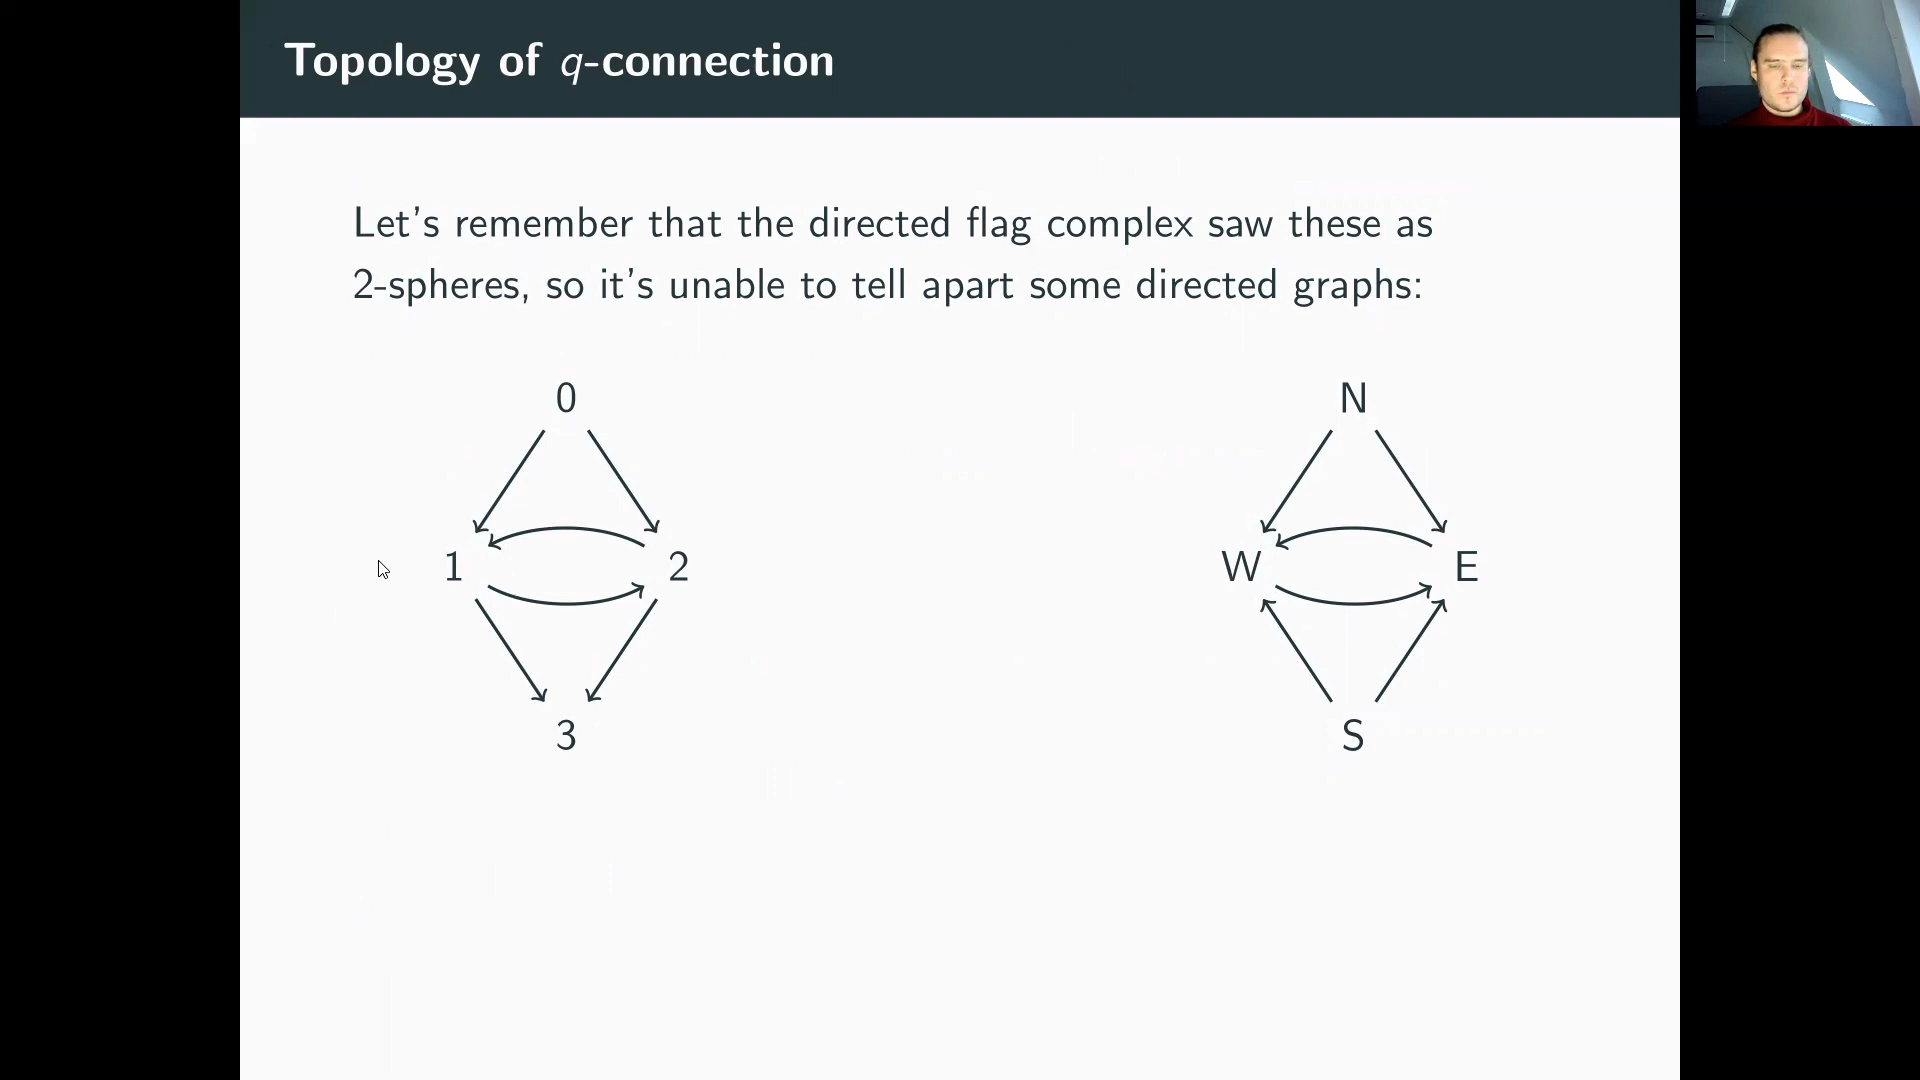 Topology of q-connection
Let's remember that the directed flag complex saw these as
2-spheres, so it's unable to tell apart some directed graphs:
0
N
1
2
W
E
3
S